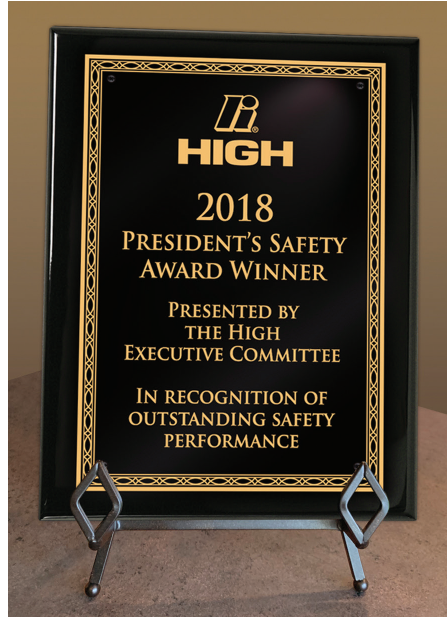 HIGH
2018
PRESIDENT'S SAFETY
AWARD WINNER
PRESENTED BY
THE HIGH
EXECUTIVE COMMITTEE
IN RECOGNITION OF
OUTSTANDING SAFETY
PERFORMANCE